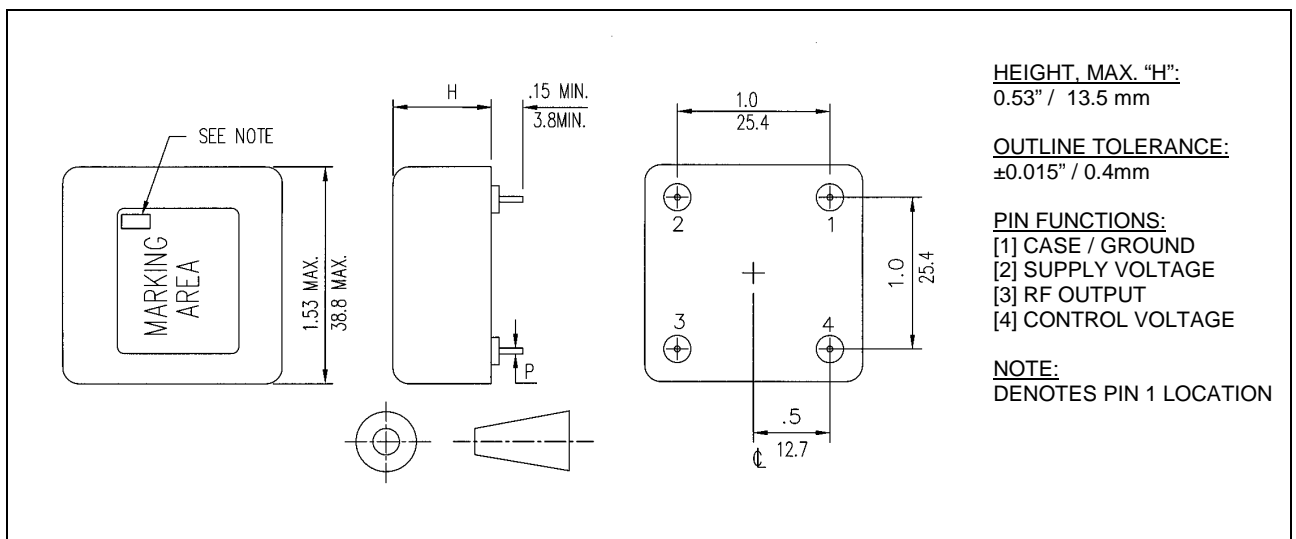 SEE NOTE
MARKING
AREA
1.53 MAX.
38.8 MAX.
H
.15 MIN.
3.8MIN.
P
1.0
25.4
2
1
3
4
1.0
25.4
.5
12.7
℄
HEIGHT, MAX. “H”:
0.53” / 13.5 mm
OUTLINE TOLERANCE:
±0.015” / 0.4mm
PIN FUNCTIONS:
[1] CASE / GROUND
[2] SUPPLY VOLTAGE
[3] RF OUTPUT
[4] CONTROL VOLTAGE
NOTE:
DENOTES PIN 1 LOCATION